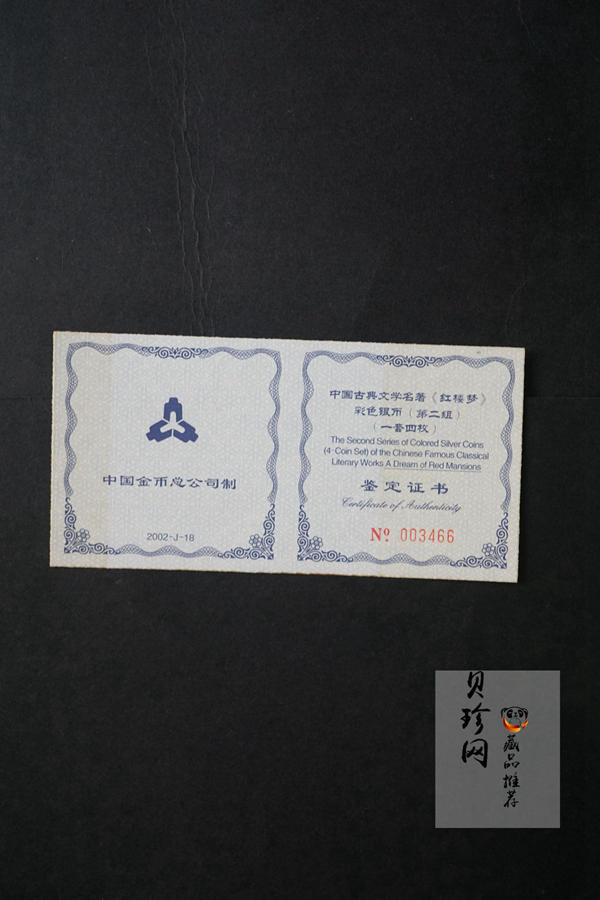 中国金币总公司制
2002-J-18
中国古典文学名著《红楼梦》
彩色银币（第二组）
（一套四枚）
The Second Series of Colored Silver Coins
(4-Coin Set) of the Chinese Famous Classical
Literary Works A Dream of Red Mansions
鉴定证书
Certificate of Authenticity
Nº 003466
贝珍网
藏品推荐